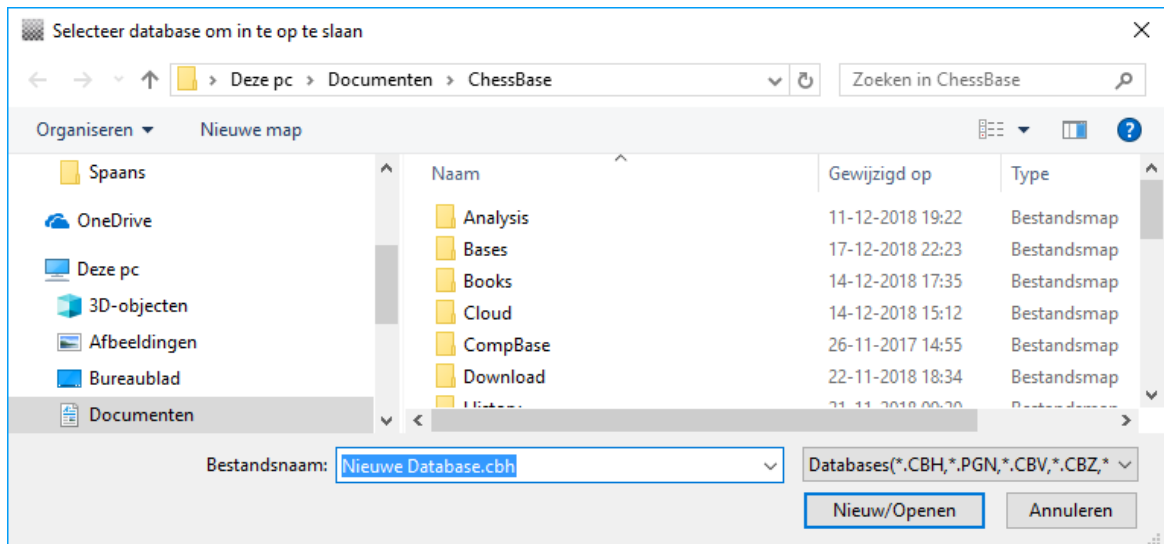 Selecteer database om in te op te slaan
Deze pc > Documenten > ChessBase
Zoeken in ChessBase
Organiseren
Nieuwe map
Spaans
OneDrive
Deze pc
3D-objecten
Afbeeldingen
Bureaublad
Documenten
Naam Gewijzigd op Type
Analysis 11-12-2018 19:22 Bestandsmap
Bases 17-12-2018 22:23 Bestandsmap
Books 14-12-2018 17:35 Bestandsmap
Cloud 14-12-2018 15:12 Bestandsmap
CompBase 26-11-2017 14:55 Bestandsmap
Download 22-11-2018 18:34 Bestandsmap
Bestandsnaam: Nieuwe Database.cbh
Databases(*.CBH,*.PGN,*.CBV,*.CBZ,*
Nieuw/Openen
Annuleren